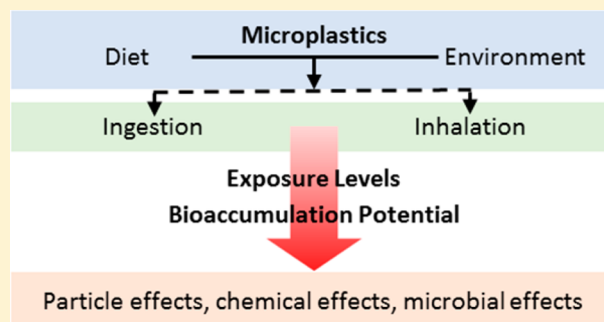 Microplastics
Diet
Environment
Ingestion
Inhalation
Exposure Levels
Bioaccumulation Potential
Particle effects, chemical effects, microbial effects